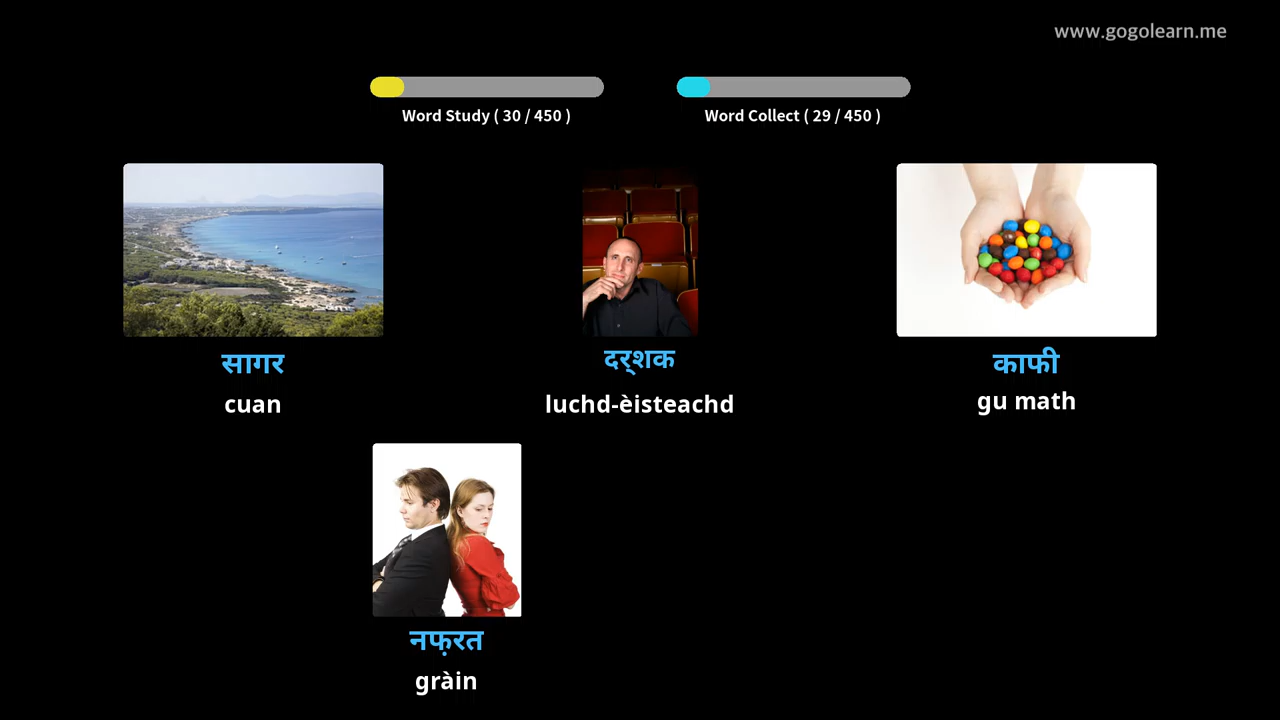 www.gogolearn.me
Word Study ( 30 / 450 )
Word Collect ( 29 / 450 )
सागर
cuan
दर्‌शक
luchd-èisteachd
काफी
gu math
नफ़रत
gràin